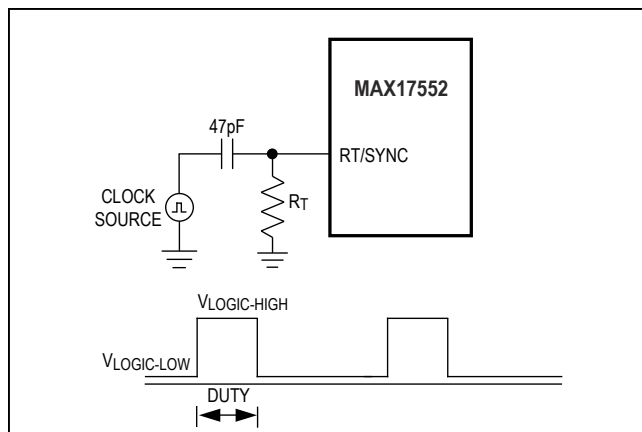 MAX17552
47pF
RT/SYNC
RT
CLOCK
SOURCE
VLOGIC-HIGH
VLOGIC-LOW
DUTY